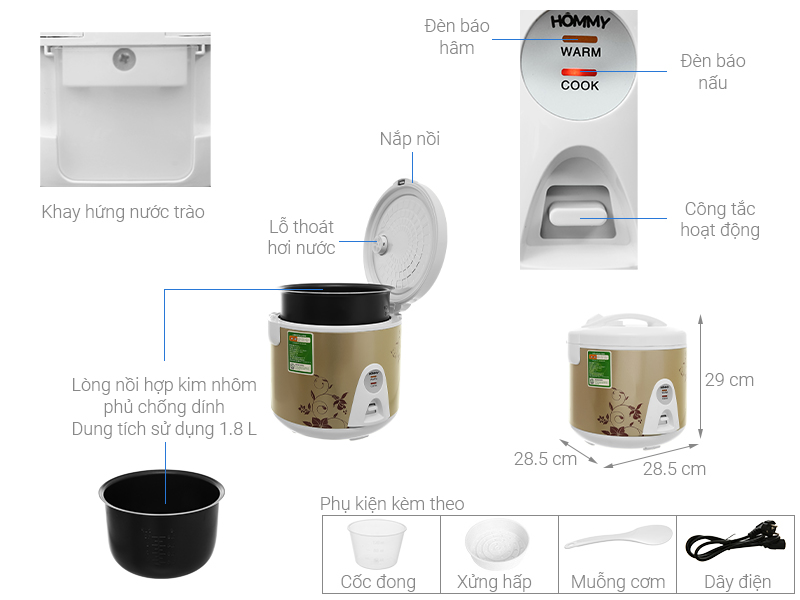 HÔMMY
WARM
COOK
Đèn báo
hâm
Đèn báo
nấu
Công tắc
hoạt động
Khay hứng nước trào
Nắp nồi
Lỗ thoát
hơi nước
Lòng nồi hợp kim nhôm
phủ chống dính
Dung tích sử dụng 1.8 L
29 cm
28.5 cm
28.5 cm
Phụ kiện kèm theo
Cốc đong
Xửng hấp
Muỗng cơm
Dây điện